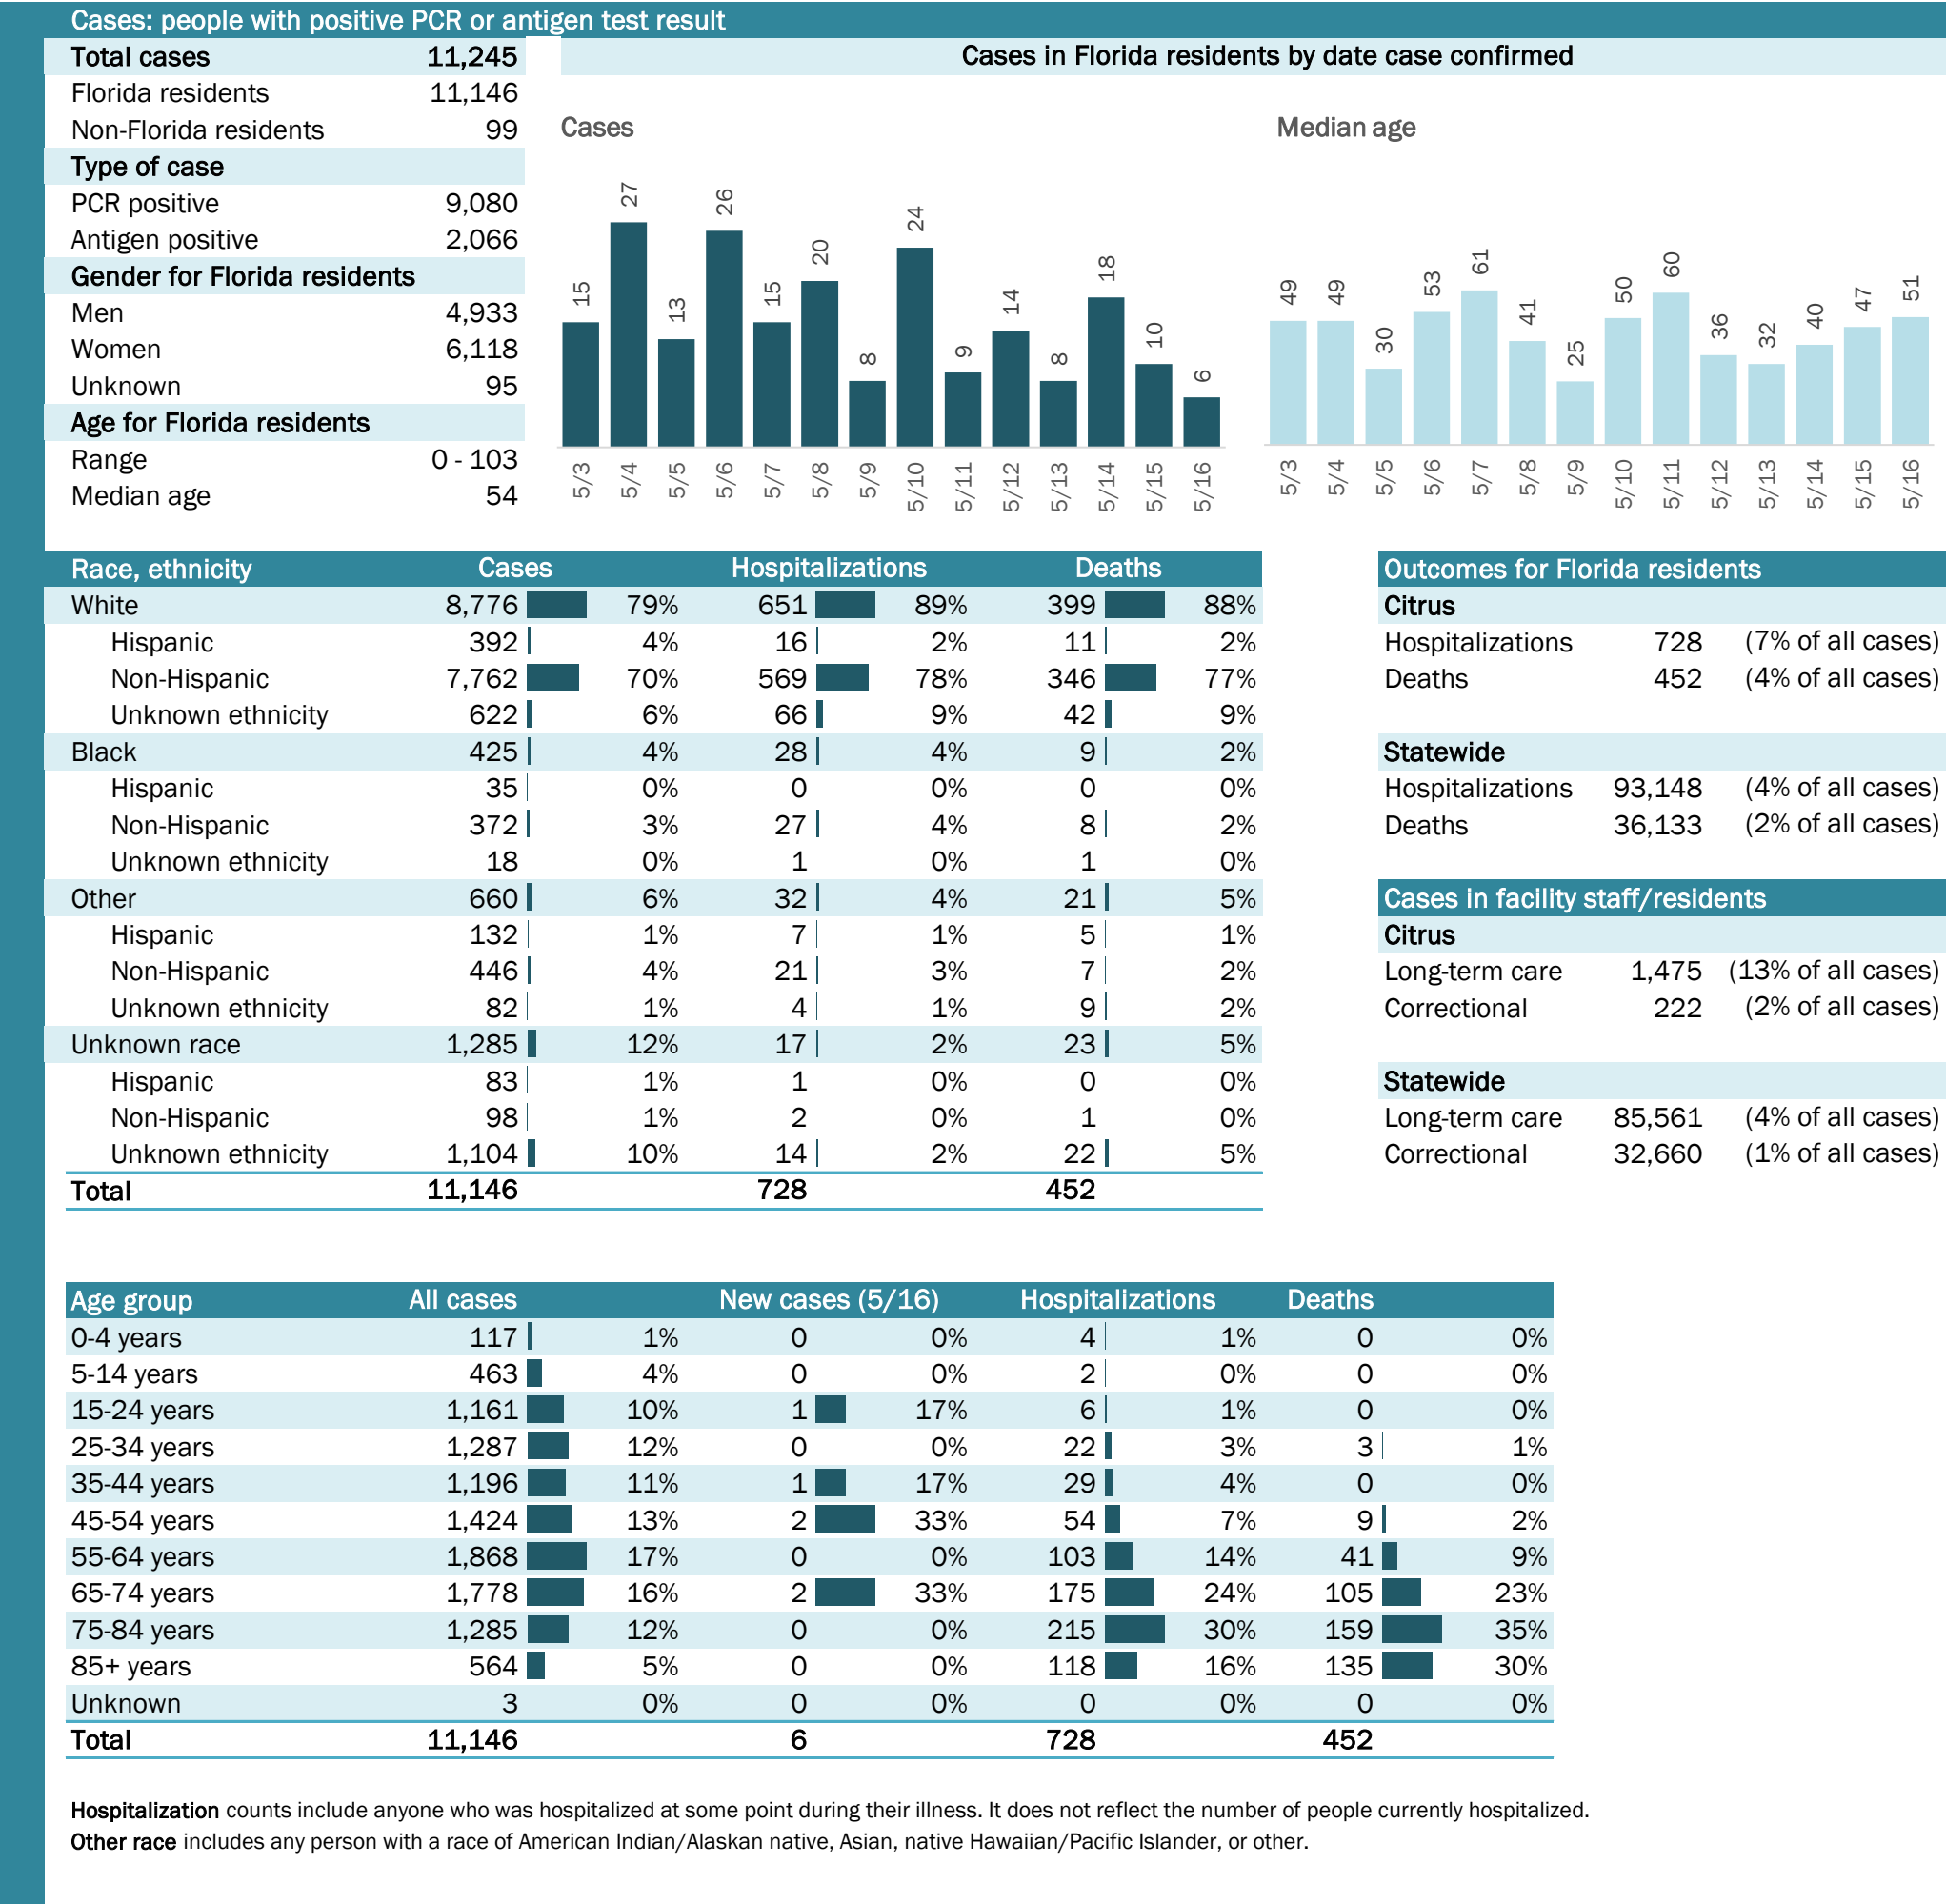 Cases: people with positive PCR or antigen test result
Total cases 11,245
Florida residents 11,146
Non-Florida residents 99
Type of case
PCR positive 9,080
Antigen positive 2,066
Gender for Florida residents
Men 4,933
Women 6,118
Unknown 95
Age for Florida residents
Range 0 - 103
Median age 54
Cases in Florida residents by date case confirmed
Cases
15 27 13 26 15 20 8 24 9 14 8 18 10 6
5/3 5/4 5/5 5/6 5/7 5/8 5/9 5/10 5/11 5/12 5/13 5/14 5/15 5/16
Median age
49 49 30 53 61 41 25 50 60 36 32 40 47 51
5/3 5/4 5/5 5/6 5/7 5/8 5/9 5/10 5/11 5/12 5/13 5/14 5/15 5/16
Race, ethnicity Cases Hospitalizations Deaths
White 8,776 79% 651 89% 399 88%
Hispanic 392 4% 16 2% 11 2%
Non-Hispanic 7,762 70% 569 78% 346 77%
Unknown ethnicity 622 6% 66 9% 42 9%
Black 425 4% 28 4% 9 2%
Hispanic 35 0% 0 0% 0 0%
Non-Hispanic 372 3% 27 4% 8 2%
Unknown ethnicity 18 0% 1 0% 1 0%
Other 660 6% 32 4% 21 5%
Hispanic 132 1% 7 1% 5 1%
Non-Hispanic 446 4% 21 3% 7 2%
Unknown ethnicity 82 1% 4 1% 9 2%
Unknown race 1,285 12% 17 2% 23 5%
Hispanic 83 1% 1 0% 0 0%
Non-Hispanic 98 1% 2 0% 1 0%
Unknown ethnicity 1,104 10% 14 2% 22 5%
Total 11,146 728 452
Outcomes for Florida residents
Citrus
Hospitalizations 728 (7% of all cases)
Deaths 452 (4% of all cases)
Statewide
Hospitalizations 93,148 (4% of all cases)
Deaths 36,133 (2% of all cases)
Cases in facility staff/residents
Citrus
Long-term care 1,475 (13% of all cases)
Correctional 222 (2% of all cases)
Statewide
Long-term care 85,561 (4% of all cases)
Correctional 32,660 (1% of all cases)
Age group All cases New cases (5/16) Hospitalizations Deaths
0-4 years 117 1% 0 0% 4 1% 0 0%
5-14 years 463 4% 0 0% 2 0% 0 0%
15-24 years 1,161 10% 1 17% 6 1% 0 0%
25-34 years 1,287 12% 0 0% 22 3% 3 1%
35-44 years 1,196 11% 1 17% 29 4% 0 0%
45-54 years 1,424 13% 2 33% 54 7% 9 2%
55-64 years 1,868 17% 0 0% 103 14% 41 9%
65-74 years 1,778 16% 2 33% 175 24% 105 23%
75-84 years 1,285 12% 0 0% 215 30% 159 35%
85+ years 564 5% 0 0% 118 16% 135 30%
Unknown 3 0% 0 0% 0 0% 0 0%
Total 11,146 6 728 452
Hospitalization counts include anyone who was hospitalized at some point during their illness. It does not reflect the number of people currently hospitalized.
Other race includes any person with a race of American Indian/Alaskan native, Asian, native Hawaiian/Pacific Islander, or other.